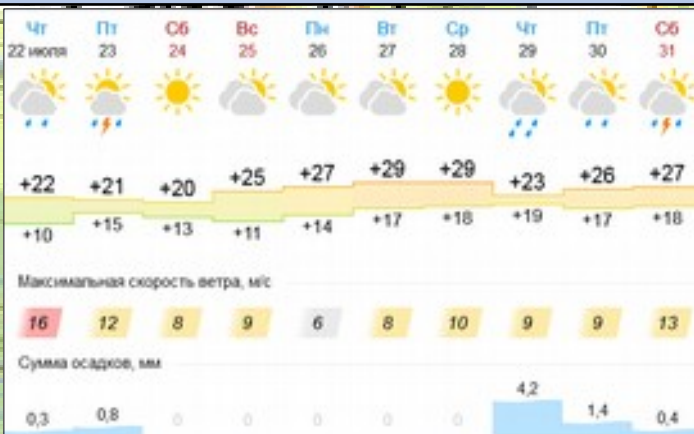 Чт Пт Сб Вс Пн Вт Ср Чт Пт Сб
22 июля 23 24 25 26 27 28 29 30 31
+22 +21 +20 +25 +27 +29 +29 +23 +26 +27
+10 +15 +13 +11 +14 +17 +18 +19 +17 +18
Максимальная скорость ветра, м/с
16 12 8 9 6 8 10 9 9 13
Сумма осадков, мм
0,3 0,8 0 0 0 0 0 4,2 1,4 0,4